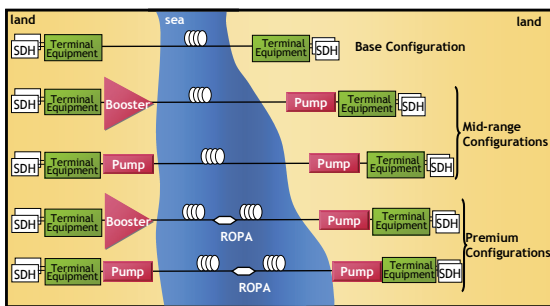 land
sea
land
SDH
Terminal
Equipment
Terminal
Equipment
SDH
Base Configuration
SDH
Terminal
Equipment
Booster
Pump
Terminal
Equipment
SDH
Mid-range
Configurations
SDH
Terminal
Equipment
Pump
Pump
Terminal
Equipment
SDH
SDH
Terminal
Equipment
Booster
ROPA
Pump
Terminal
Equipment
SDH
Premium
Configurations
SDH
Terminal
Equipment
Pump
ROPA
Pump
Terminal
Equipment
SDH